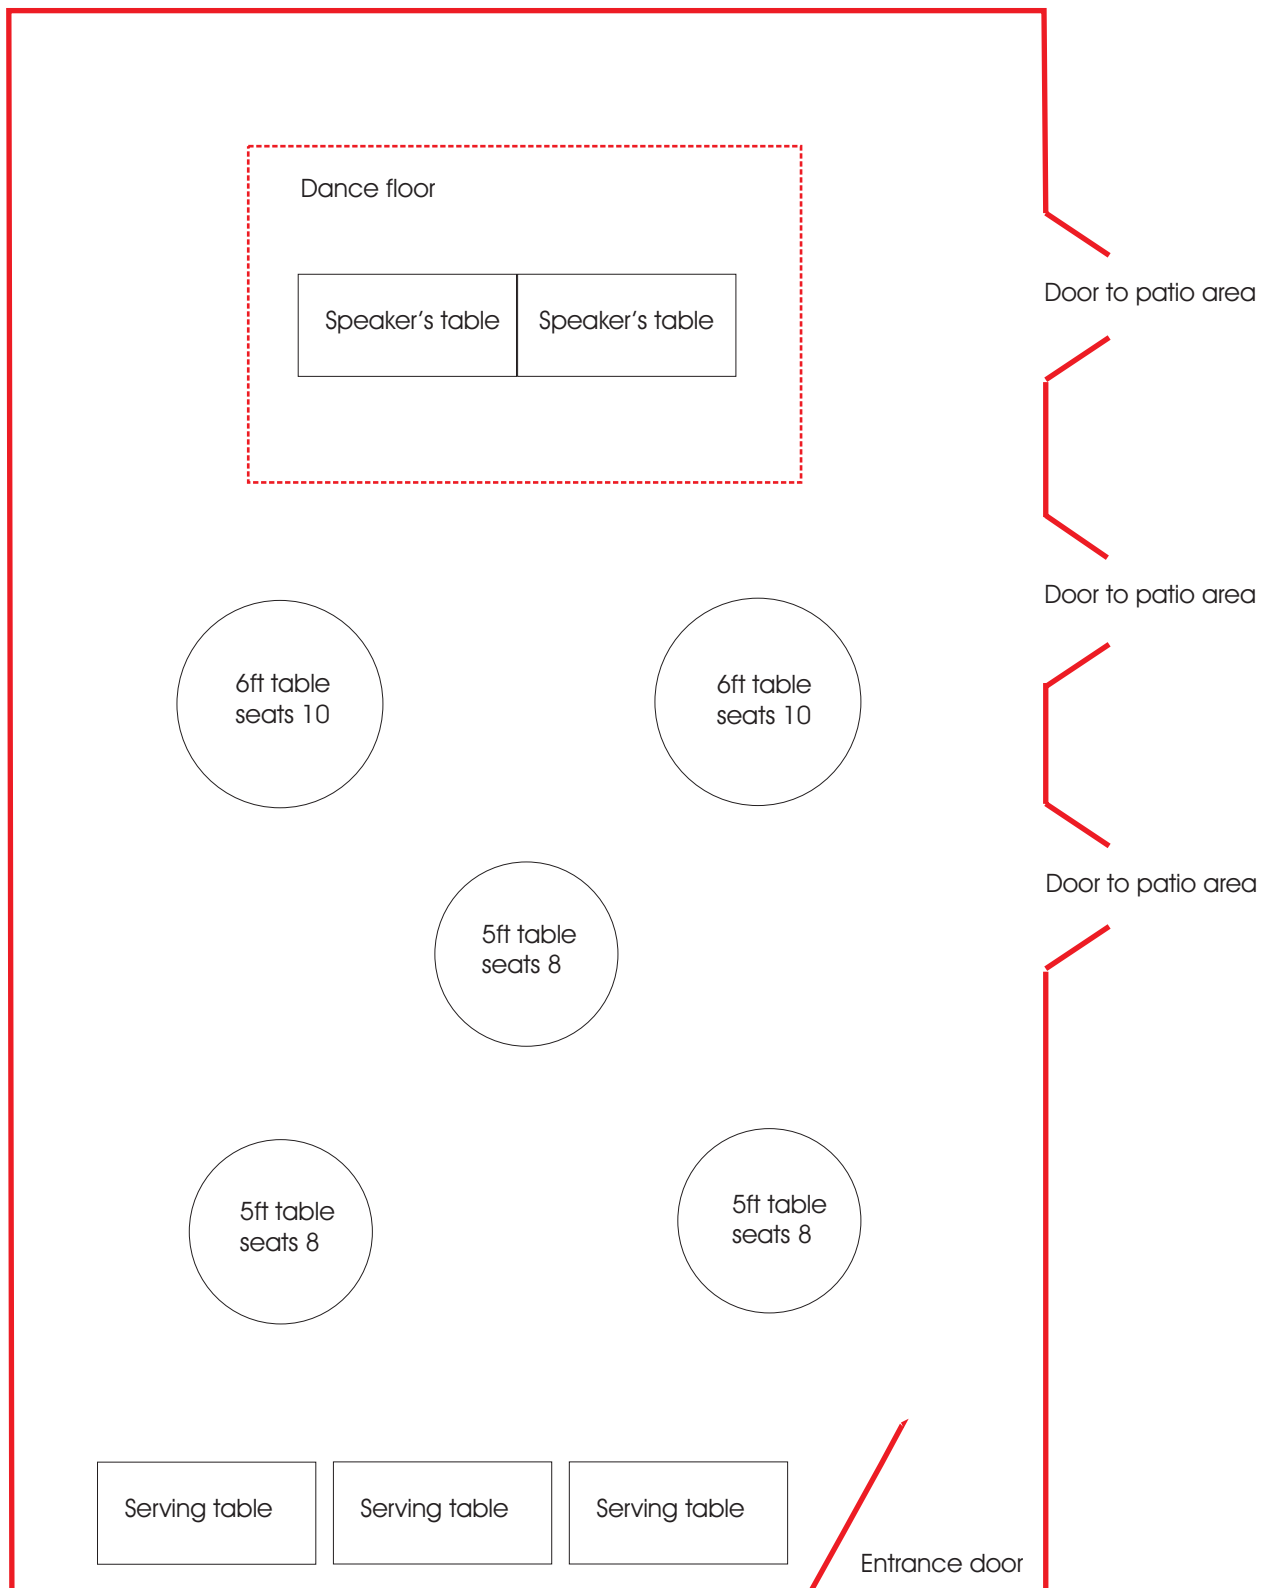 Dance floor
Speaker's table
Speaker's table
Door to patio area
Door to patio area
6ft table
seats 10
6ft table
seats 10
Door to patio area
5ft table
seats 8
5ft table
seats 8
5ft table
seats 8
Serving table
Serving table
Serving table
Entrance door